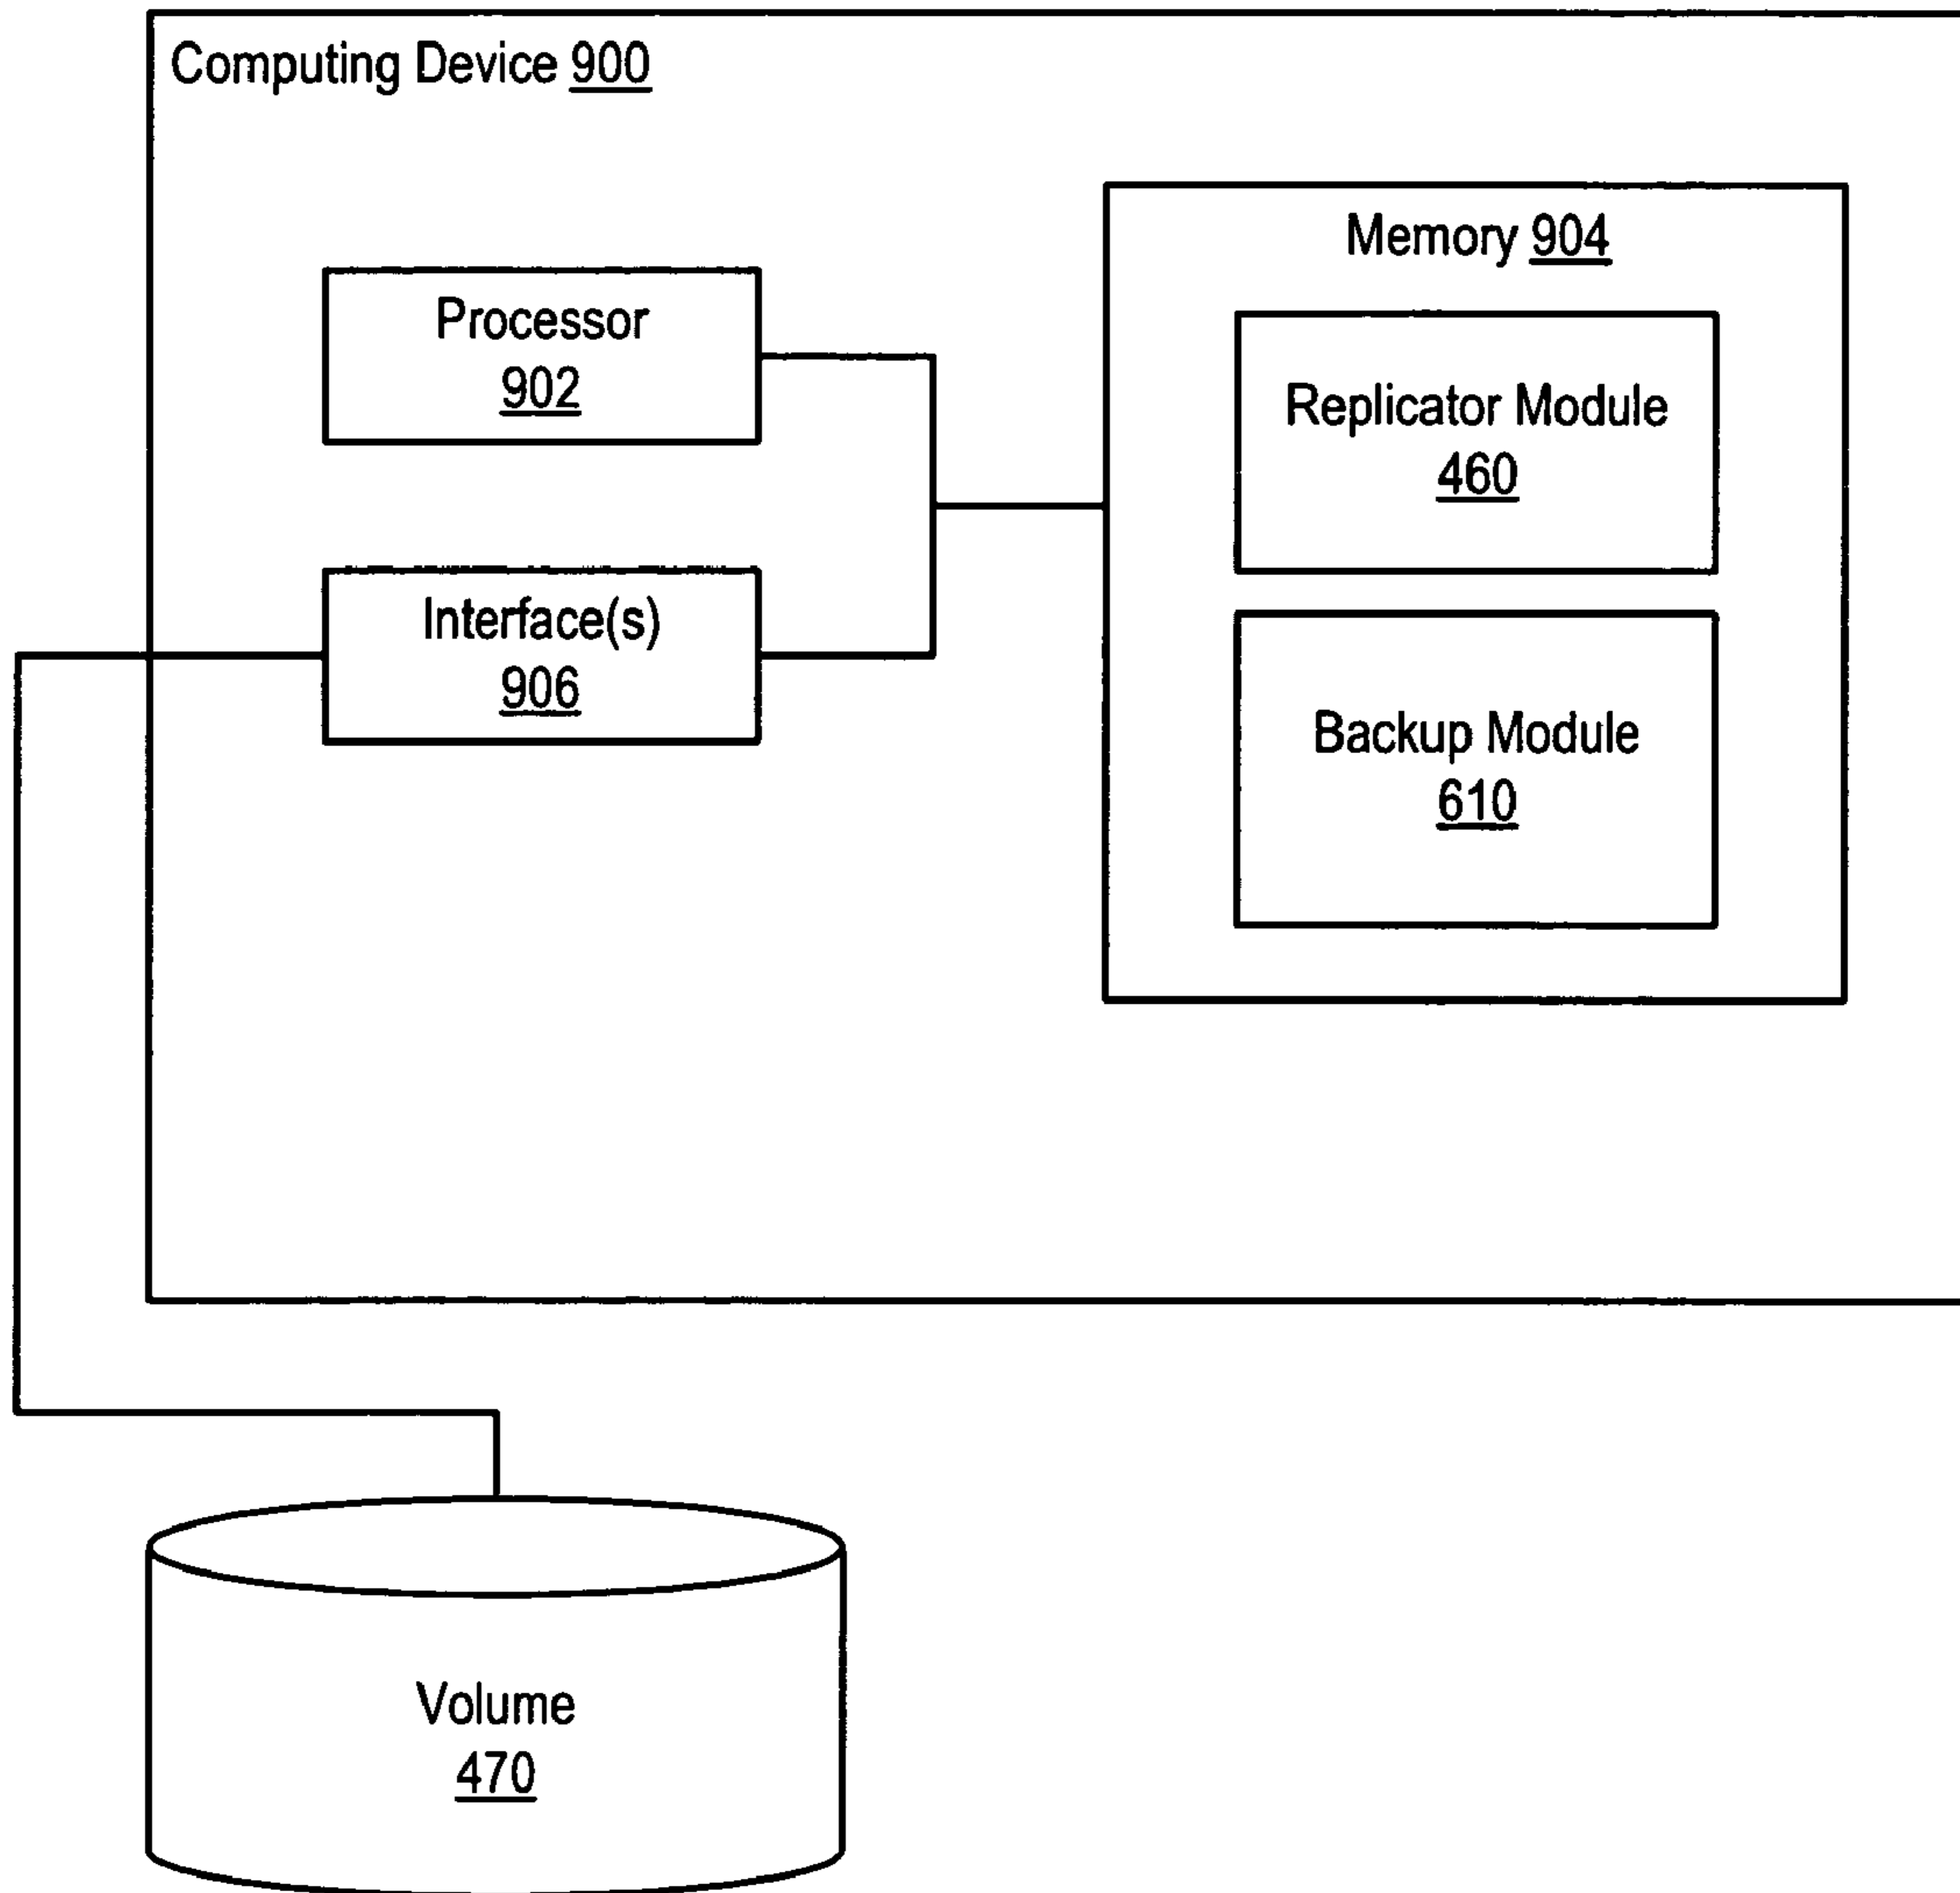 Computing Device 900
Memory 904
Processor
902
Replicator Module
460
Interface(s)
906
Backup Module
610
Volume
470